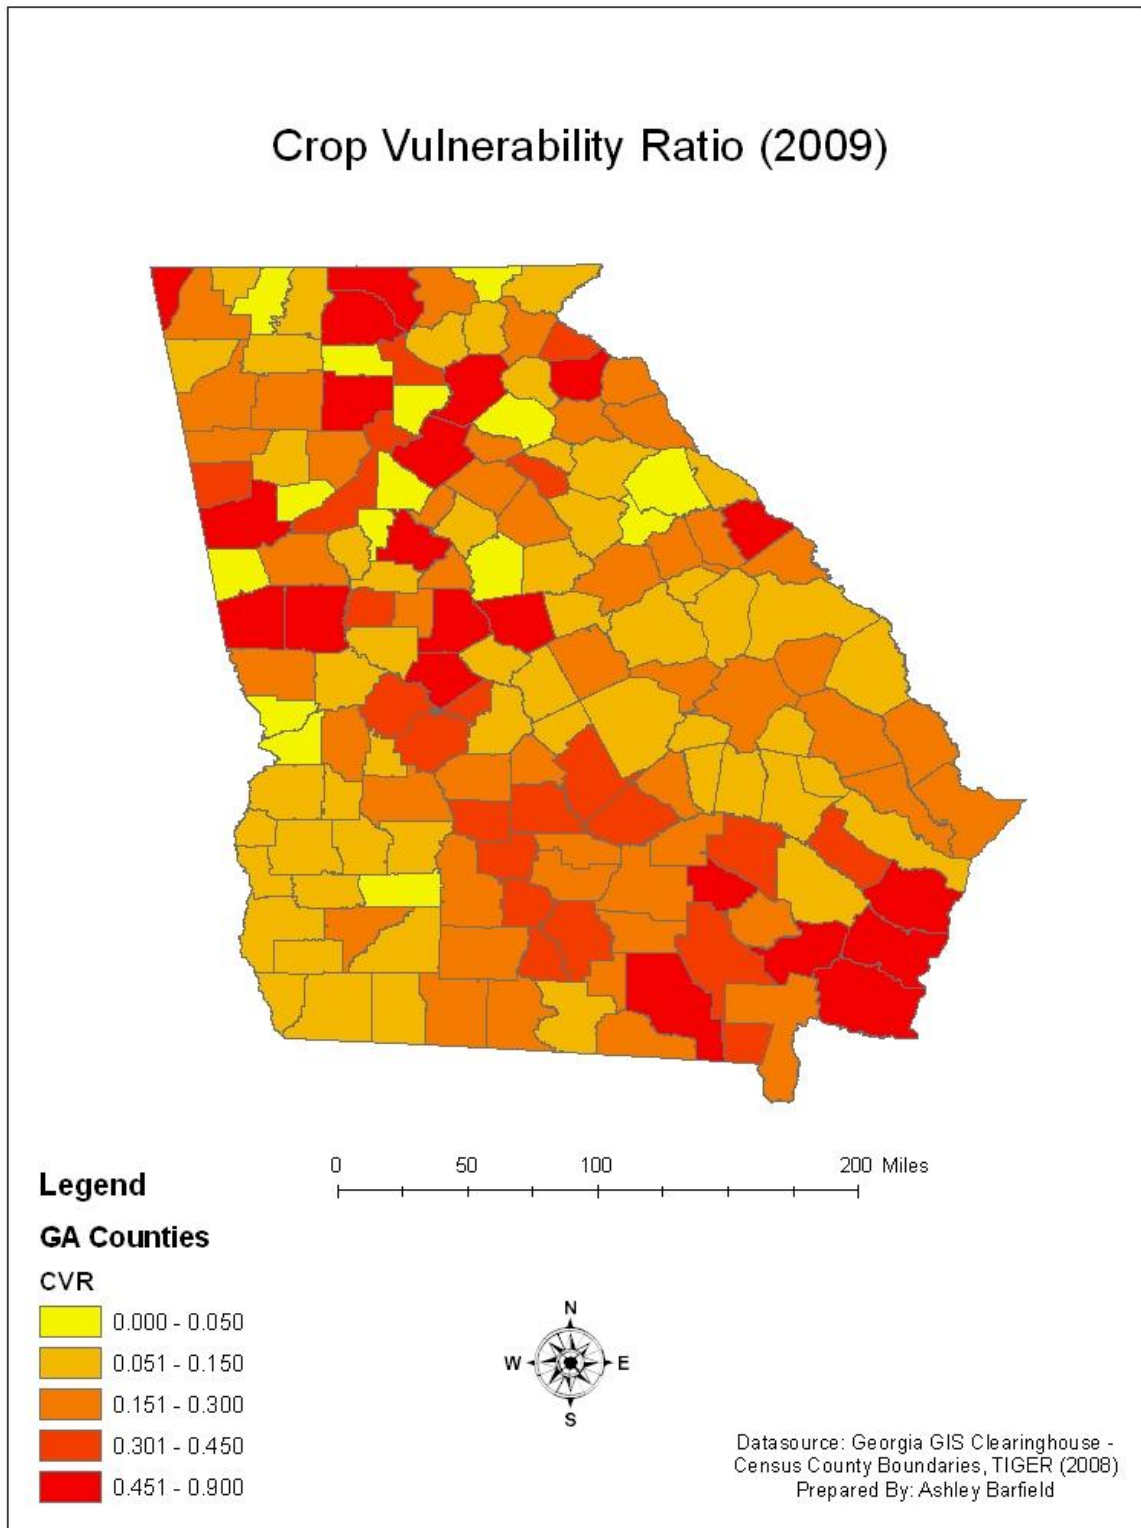 Crop Vulnerability Ratio (2009)
0 50 100 200 Miles
Legend
GA Counties
CVR
0.000 - 0.050
0.051 - 0.150
0.151 - 0.300
0.301 - 0.450
0.451 - 0.900
N
W E
S
Datasource: Georgia GIS Clearinghouse -
Census County Boundaries, TIGER (2008)
Prepared By: Ashley Barfield